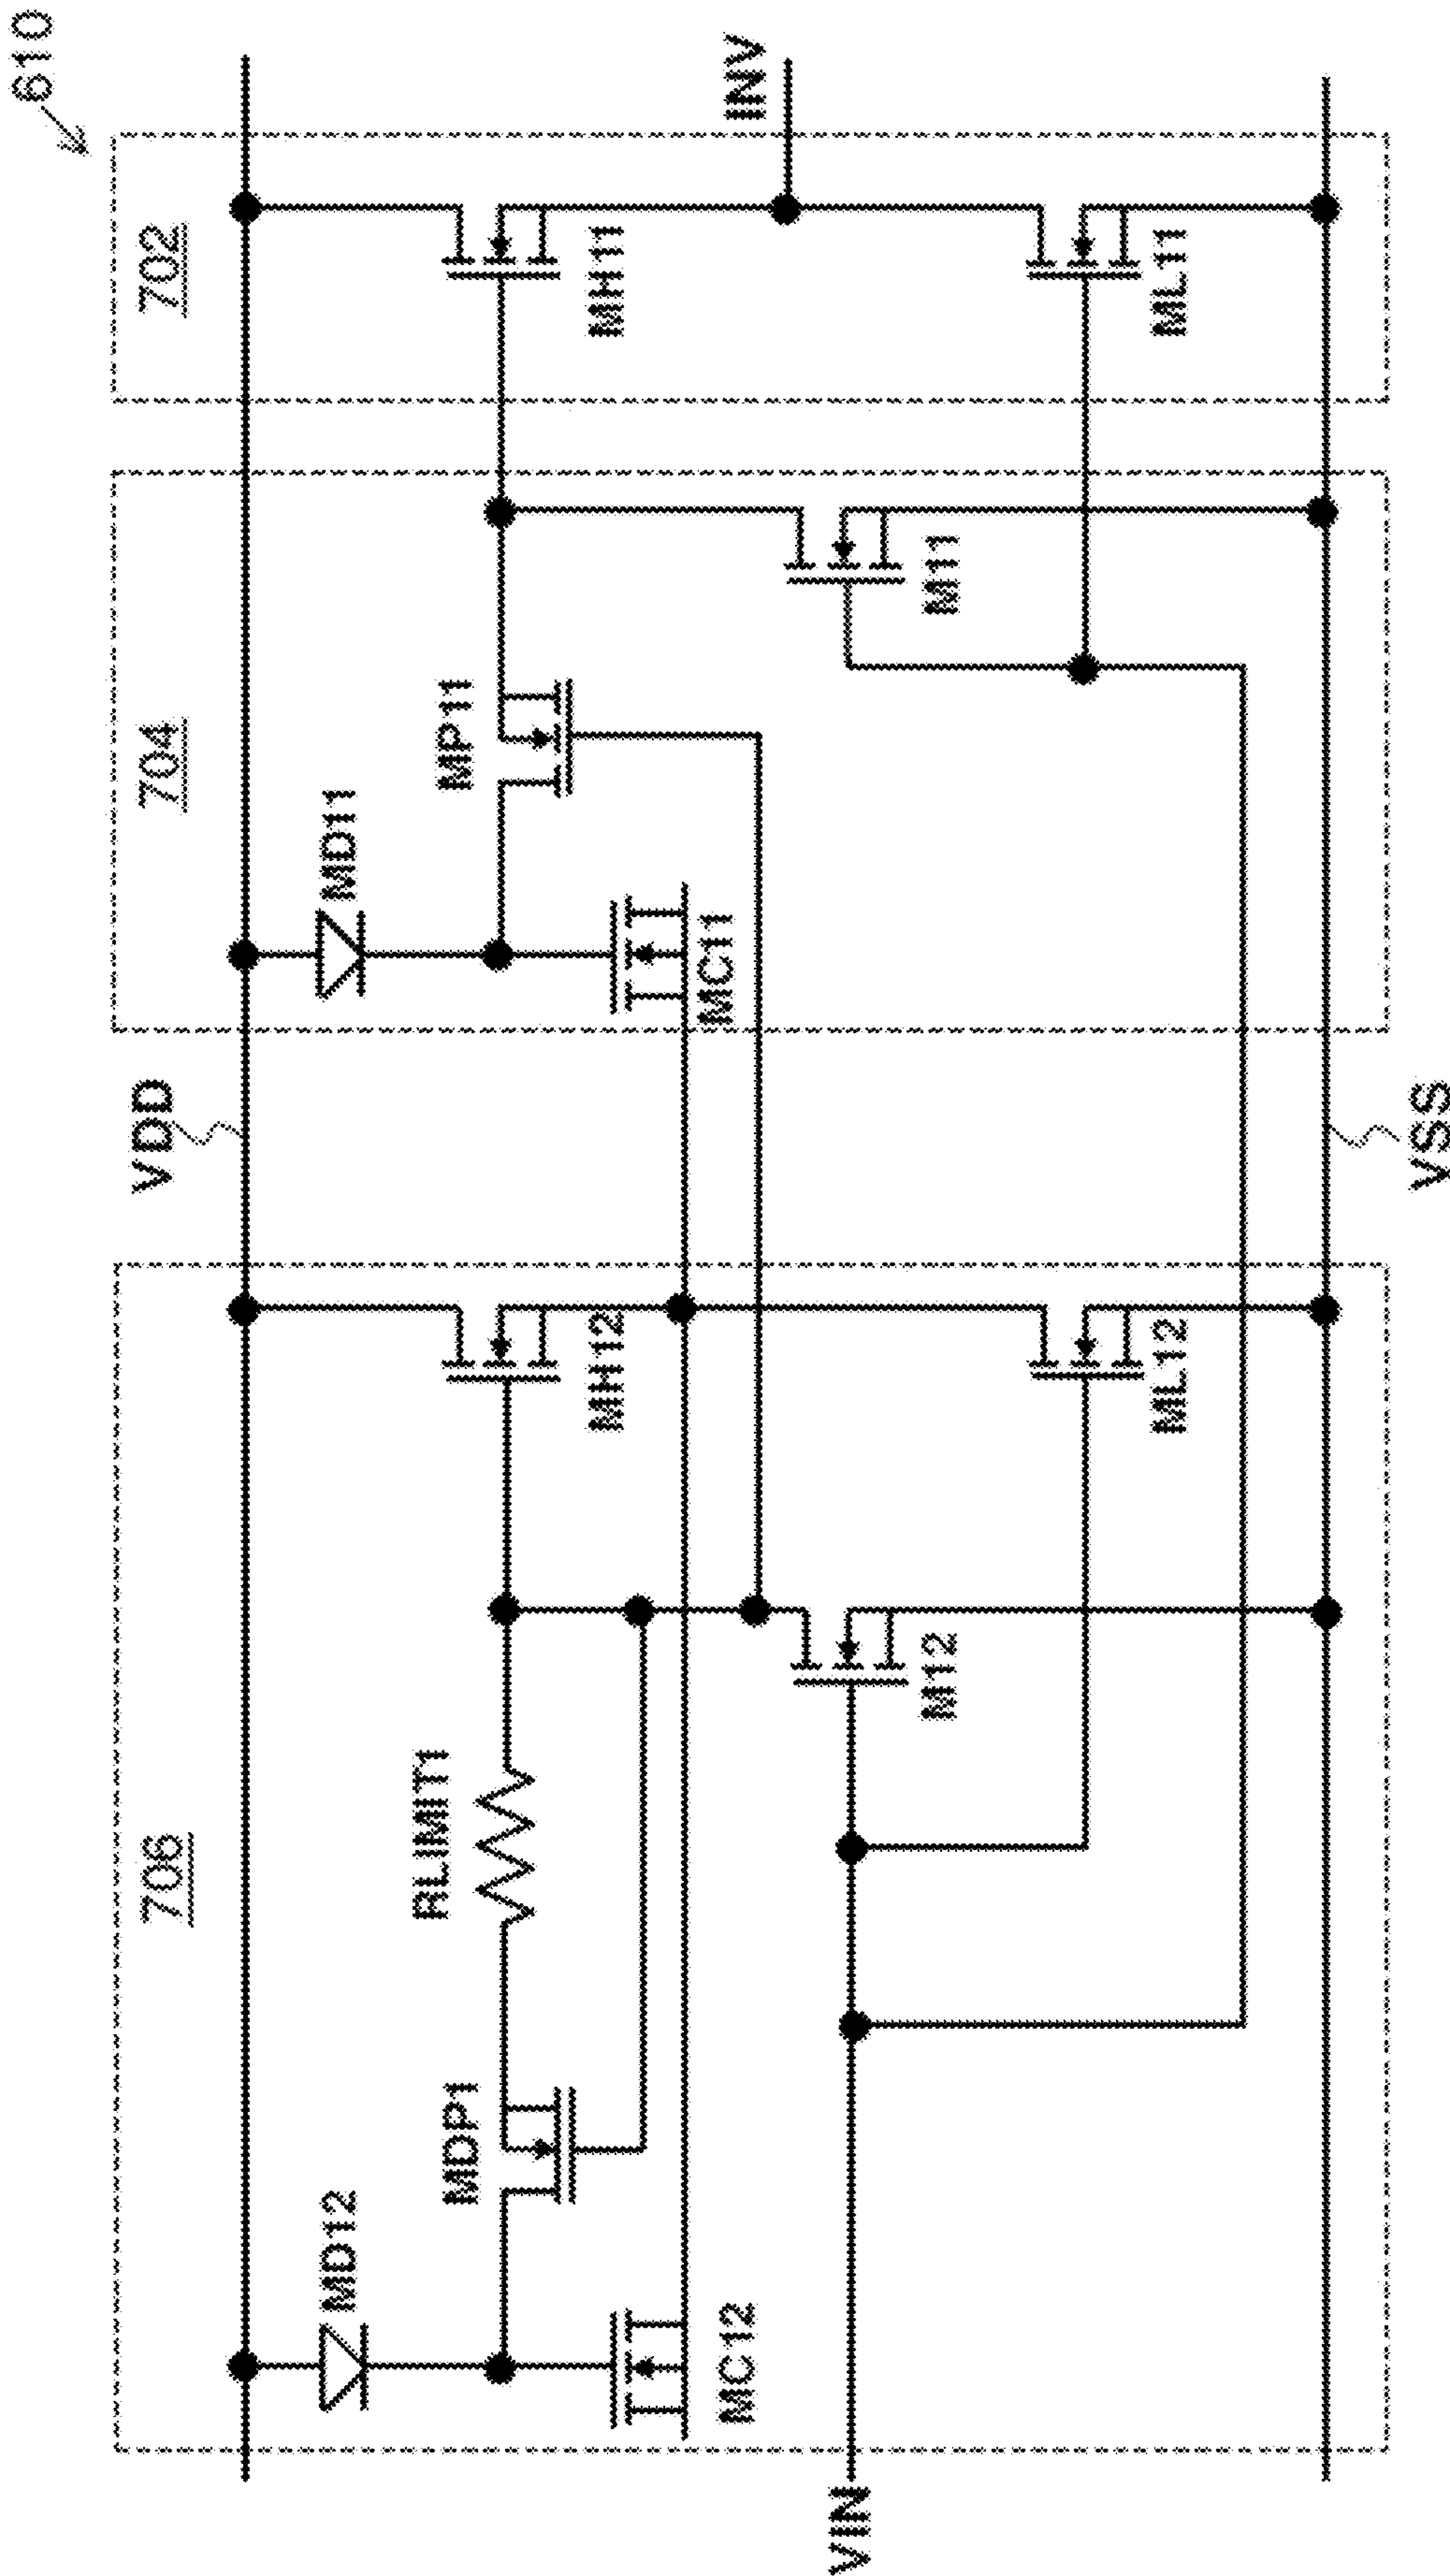 610
706
VDD
704
702
MD12
MD11
MDP1
RLIMIT1
MP11
MH12
MH11
MC12
MC11
INV
VIN
M12
M11
ML12
ML11
VSS